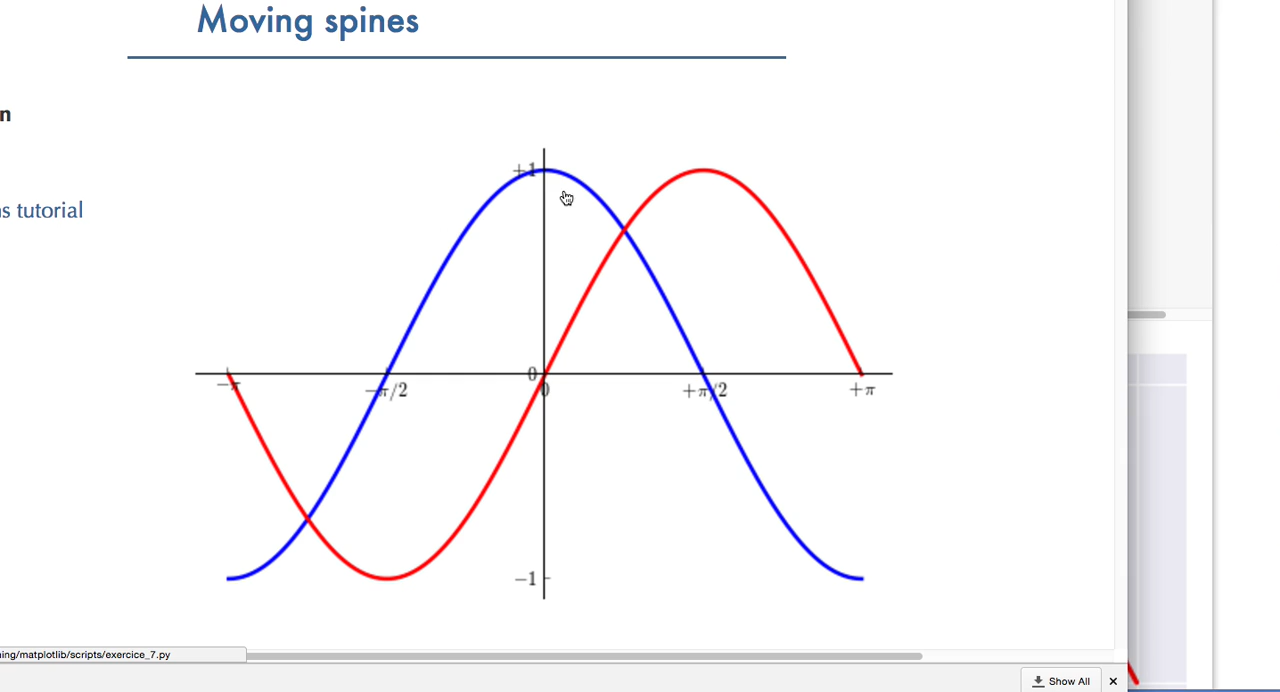 Moving spines
n
s tutorial
+1
0
−π
−π/2
0
+π/2
+π
−1
ing/matplotlib/scripts/exercice_7.py
Show All